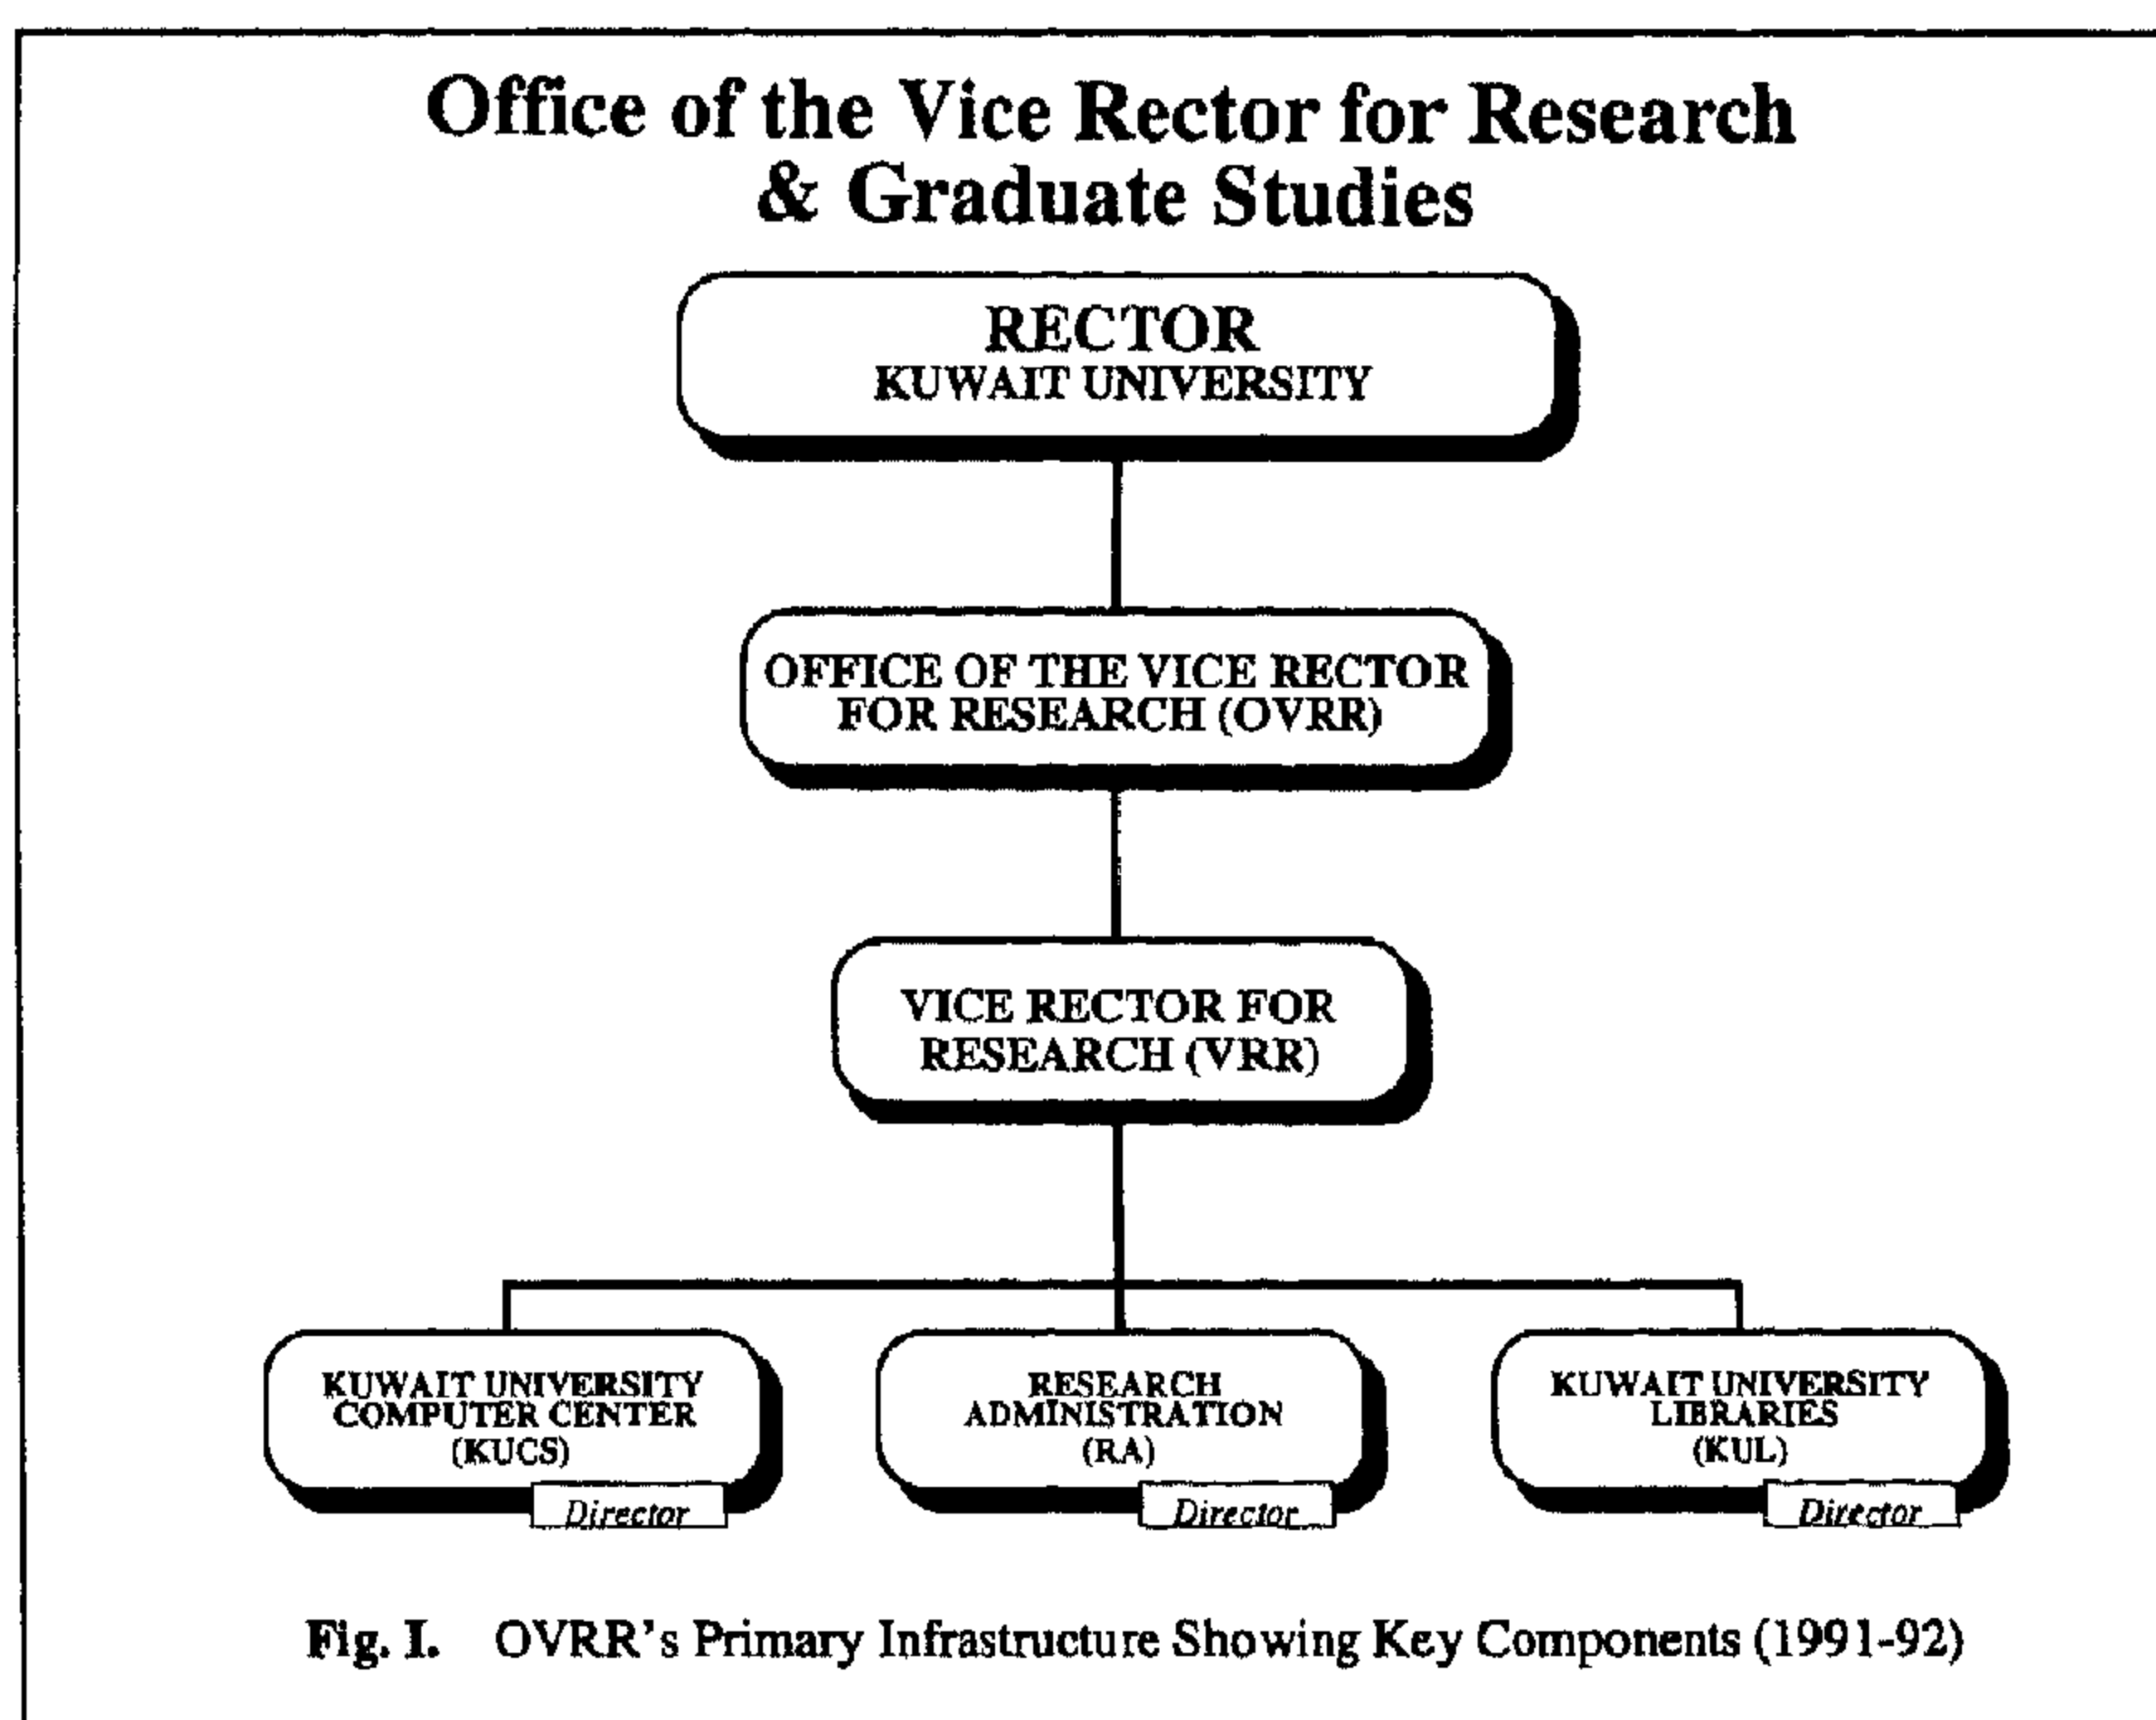 Office of the Vice Rector for Research
& Graduate Studies
RECTOR
KUWAIT UNIVERSITY
OFFICE OF THE VICE RECTOR
FOR RESEARCH (OVRR)
VICE RECTOR FOR
RESEARCH (VRR)
KUWAIT UNIVERSITY
COMPUTER CENTER
(KUCS)
Director
RESEARCH
ADMINISTRATION
(RA)
Director
KUWAIT UNIVERSITY
LIBRARIES
(KUL)
Director
Fig. I. OVRR's Primary Infrastructure Showing Key Components (1991-92)